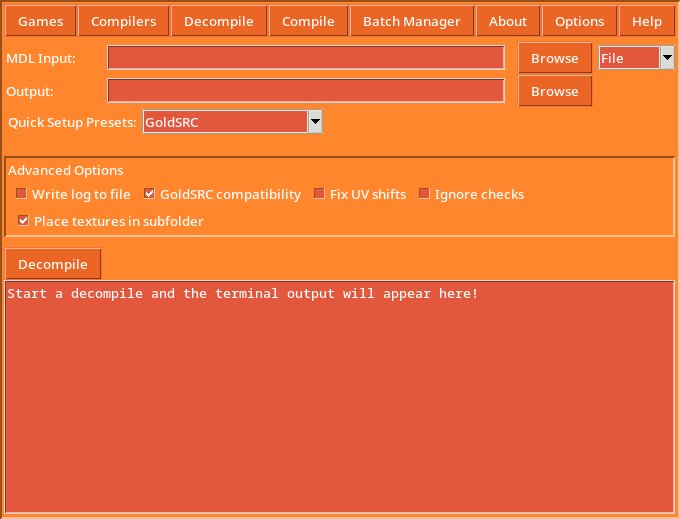 Games Compilers Decompile Compile Batch Manager About Options Help
MDL Input: Browse File
Output: Browse
Quick Setup Presets: GoldSRC
Advanced Options
Write log to file GoldSRC compatibility Fix UV shifts Ignore checks
Place textures in subfolder
Decompile
Start a decompile and the terminal output will appear here!